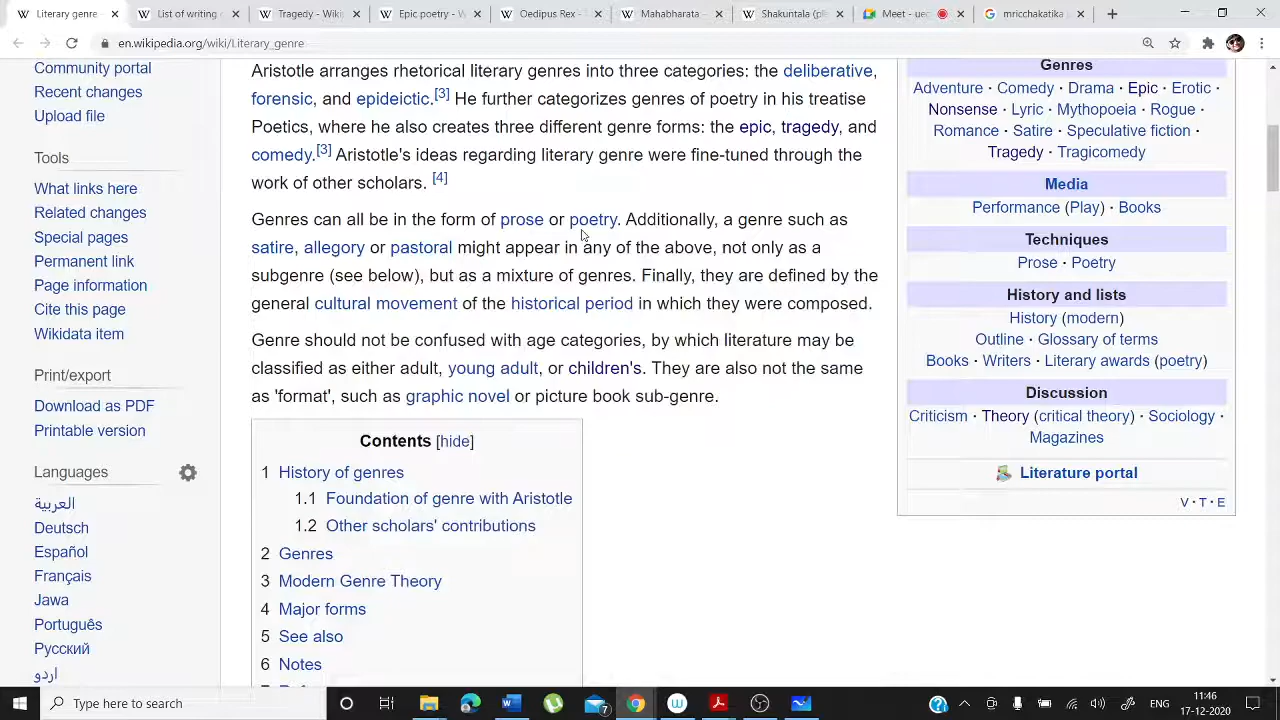 Literary genre
List of writing
Tragedy - Wiki
Epic poetry - W
Oedipus Rex -
Mahabharata -
Shakuntala (pl
Meet - ue
mricchakatika
en.wikipedia.org/wiki/Literary_genre
Community portal
Recent changes
Upload file
Tools
What links here
Related changes
Special pages
Permanent link
Page information
Cite this page
Wikidata item
Print/export
Download as PDF
Printable version
Languages
العربية
Deutsch
Español
Français
Jawa
Português
Русский
اردو
Aristotle arranges rhetorical literary genres into three categories: the deliberative,
forensic, and epideictic.[3] He further categorizes genres of poetry in his treatise
Poetics, where he also creates three different genre forms: the epic, tragedy, and
comedy.[3] Aristotle's ideas regarding literary genre were fine-tuned through the
work of other scholars. [4]
Genres can all be in the form of prose or poetry. Additionally, a genre such as
satire, allegory or pastoral might appear in any of the above, not only as a
subgenre (see below), but as a mixture of genres. Finally, they are defined by the
general cultural movement of the historical period in which they were composed.
Genre should not be confused with age categories, by which literature may be
classified as either adult, young adult, or children's. They are also not the same
as 'format', such as graphic novel or picture book sub-genre.
Contents [hide]
1 History of genres
1.1 Foundation of genre with Aristotle
1.2 Other scholars' contributions
2 Genres
3 Modern Genre Theory
4 Major forms
5 See also
6 Notes
Genres
Adventure · Comedy · Drama · Epic · Erotic ·
Nonsense · Lyric · Mythopoeia · Rogue ·
Romance · Satire · Speculative fiction ·
Tragedy · Tragicomedy
Media
Performance (Play) · Books
Techniques
Prose · Poetry
History and lists
History (modern)
Outline · Glossary of terms
Books · Writers · Literary awards (poetry)
Discussion
Criticism · Theory (critical theory) · Sociology ·
Magazines
Literature portal
V · T · E
Type here to search
7
ENG
11:46
17-12-2020